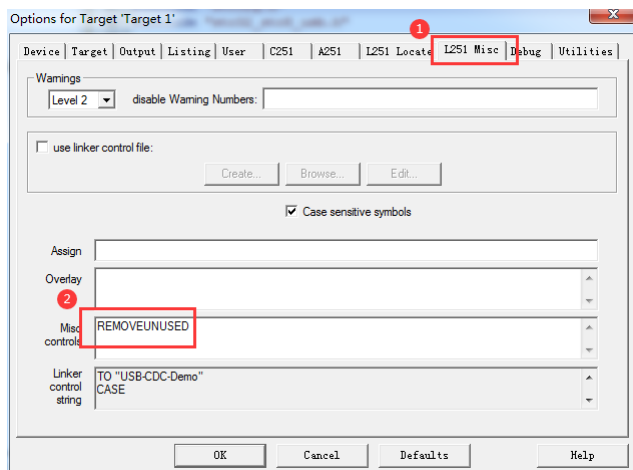 Options for Target 'Target 1'
1
Device Target Output Listing User C251 A251 L251 Locate L251 Misc Debug Utilities
Warnings
Level 2 disable Warning Numbers:
use linker control file:
Create... Browse... Edit...
Case sensitive symbols
Assign
Overlay
2
Misc controls
REMOVEUNUSED
Linker control string
TO "USB-CDC-Demo"
CASE
OK Cancel Defaults Help